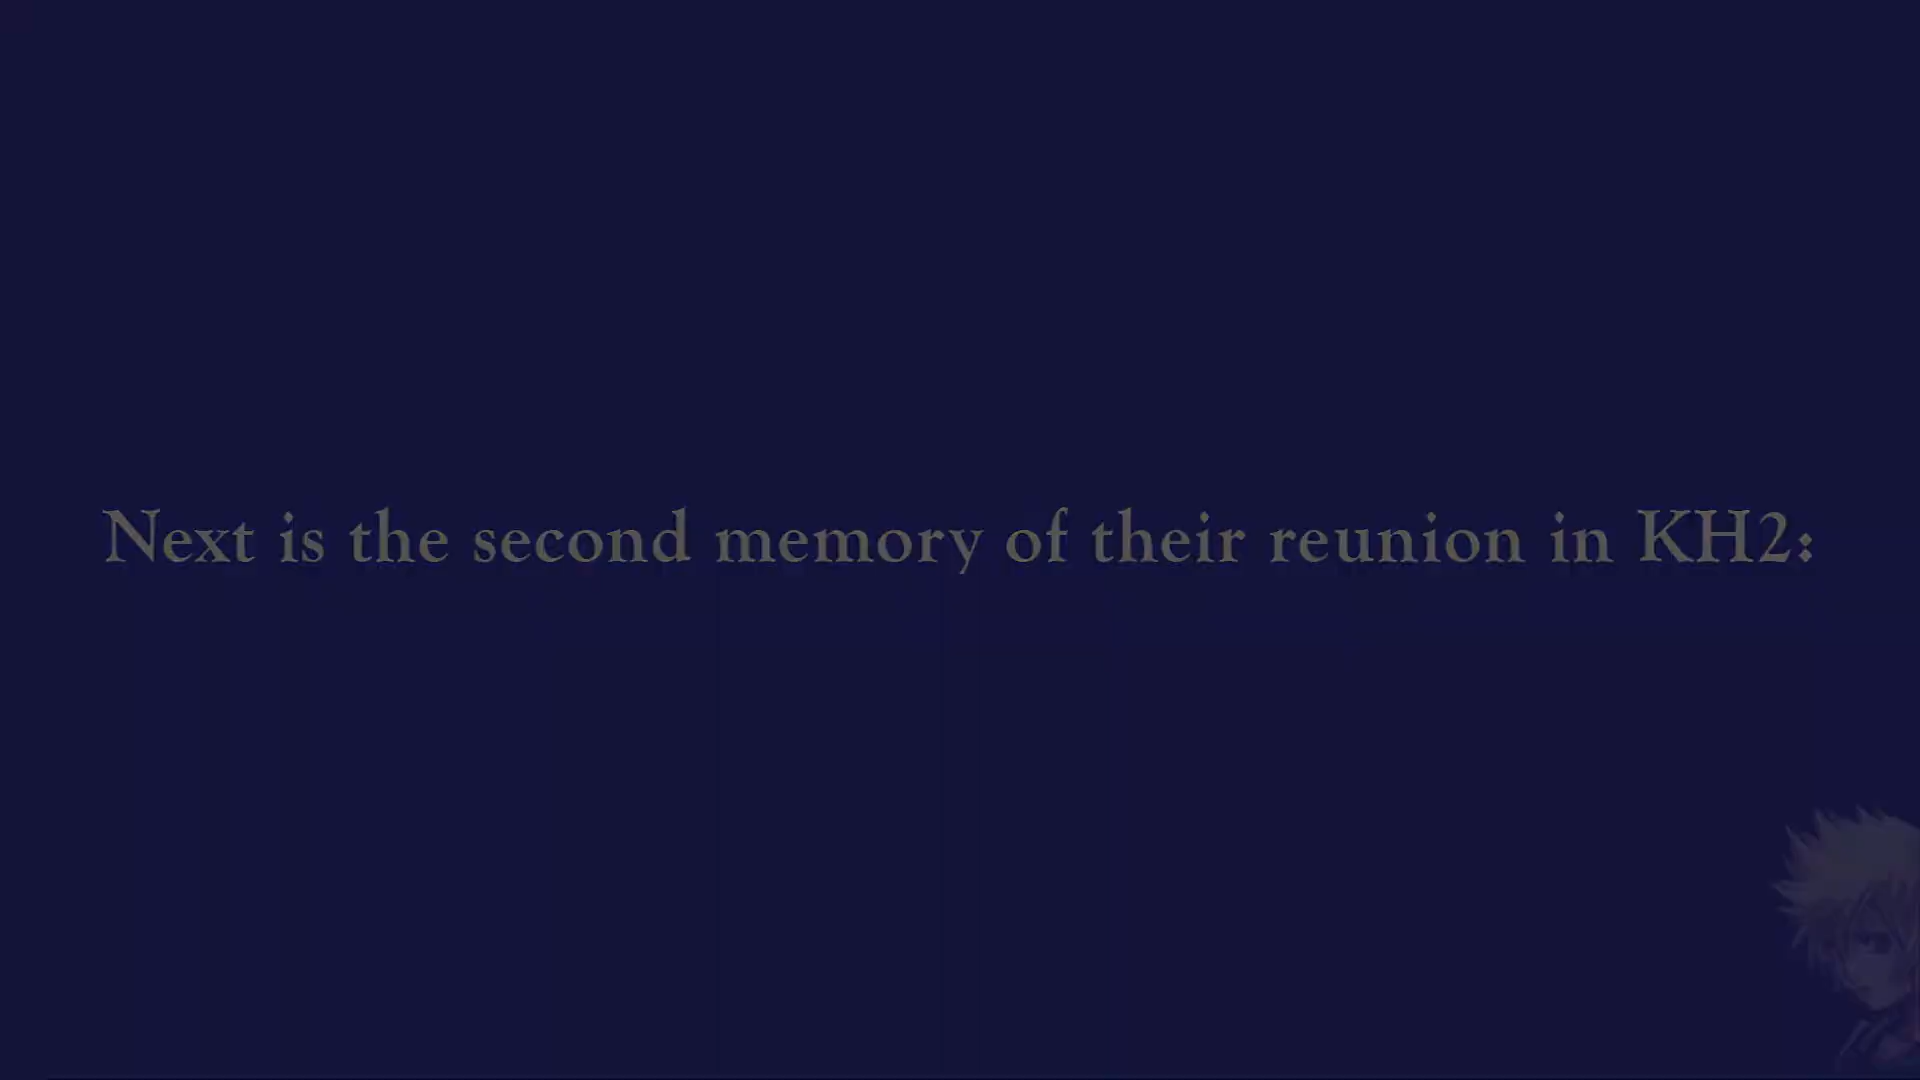 Next is the second memory of their reunion in KH2: